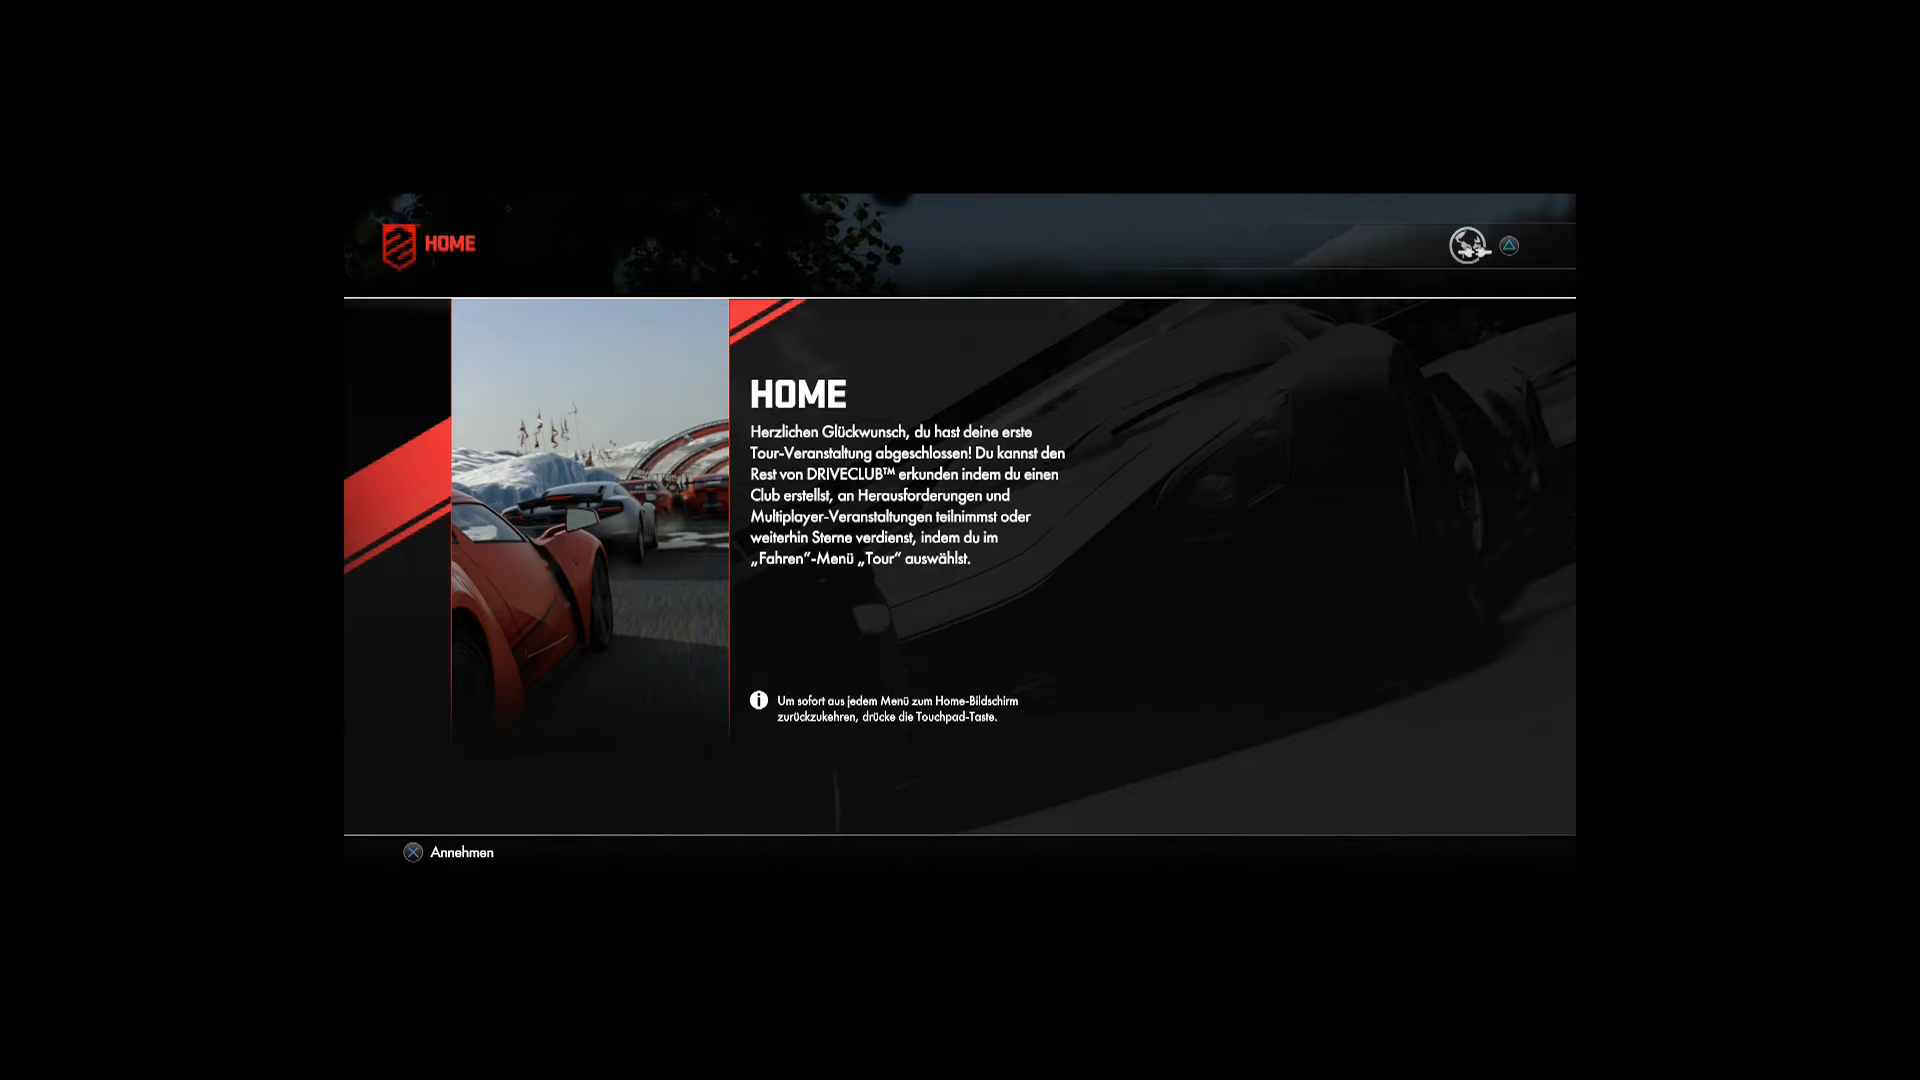 HOME
HOME
Herzlichen Glückwunsch, du hast deine erste
Tour-Veranstaltung abgeschlossen! Du kannst den
Rest von DRIVECLUB™ erkunden indem du einen
Club erstellst, an Herausforderungen und
Multiplayer-Veranstaltungen teilnimmst oder
weiterhin Sterne verdienst, indem du im
„Fahren“-Menü „Tour“ auswählst.
Um sofort aus jedem Menü zum Home-Bildschirm
zurückzukehren, drücke die Touchpad-Taste.
Annehmen